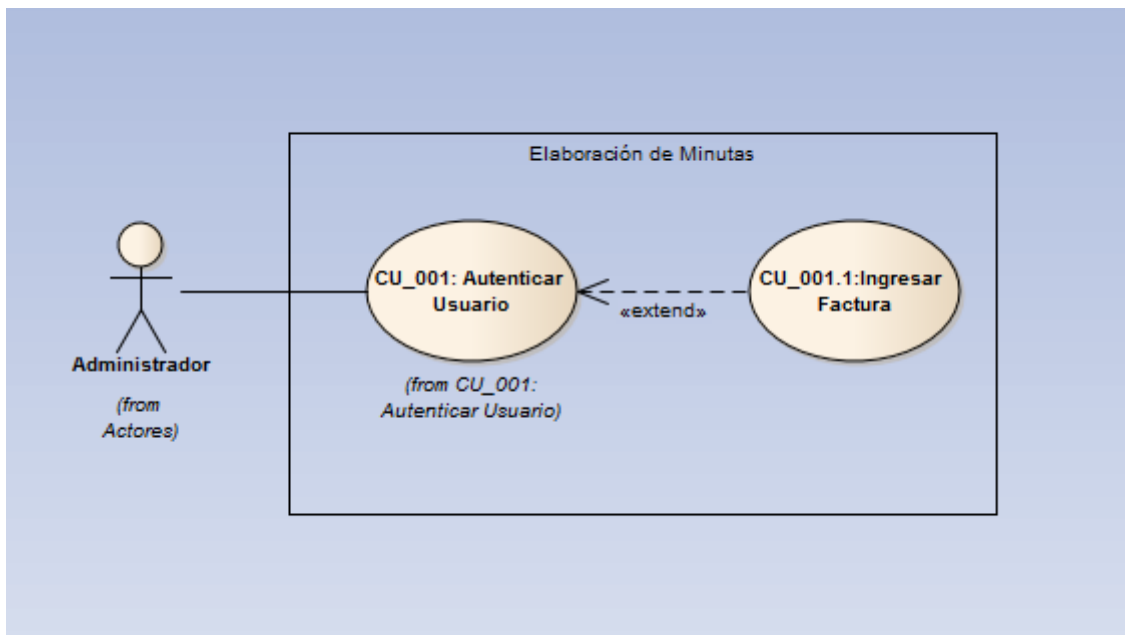 Elaboración de Minutas
CU_001: Autenticar
Usuario
(from CU_001:
Autenticar Usuario)
«extend»
CU_001.1:Ingresar
Factura
Administrador
(from
Actores)